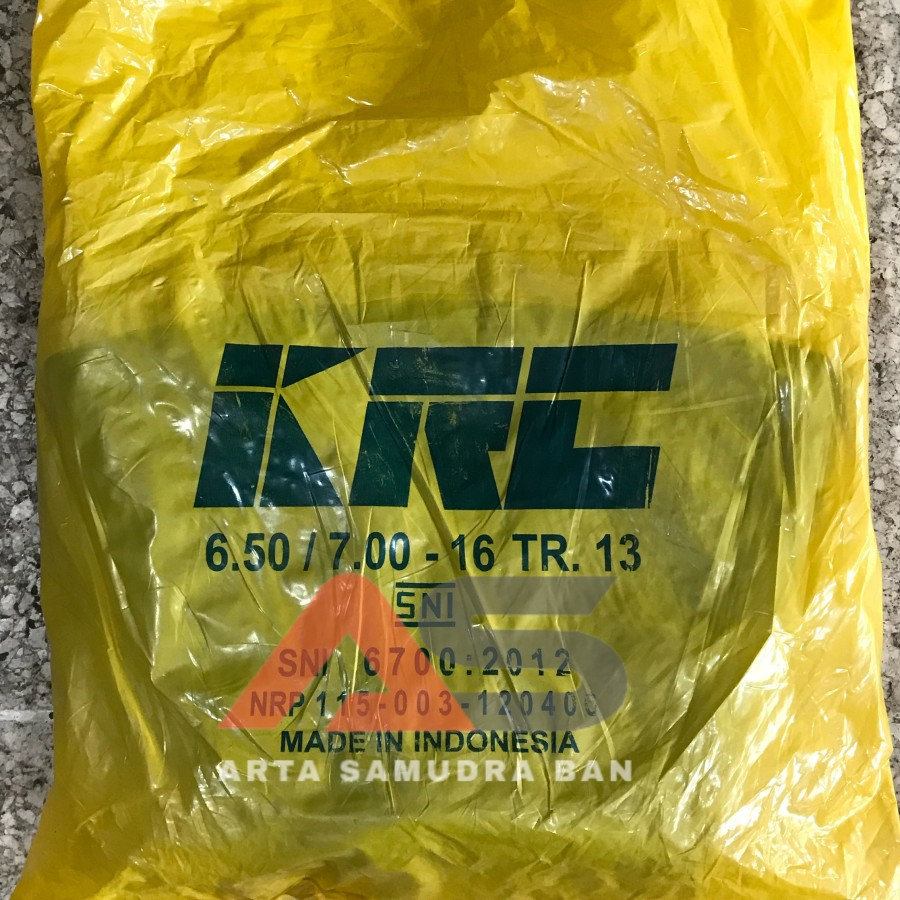 KRC
6.50 / 7.00 - 16 TR. 13
SNI
SNI 6700:2012
NRP 115-003-120400
MADE IN INDONESIA
AS
ARTA SAMUDRA BAN